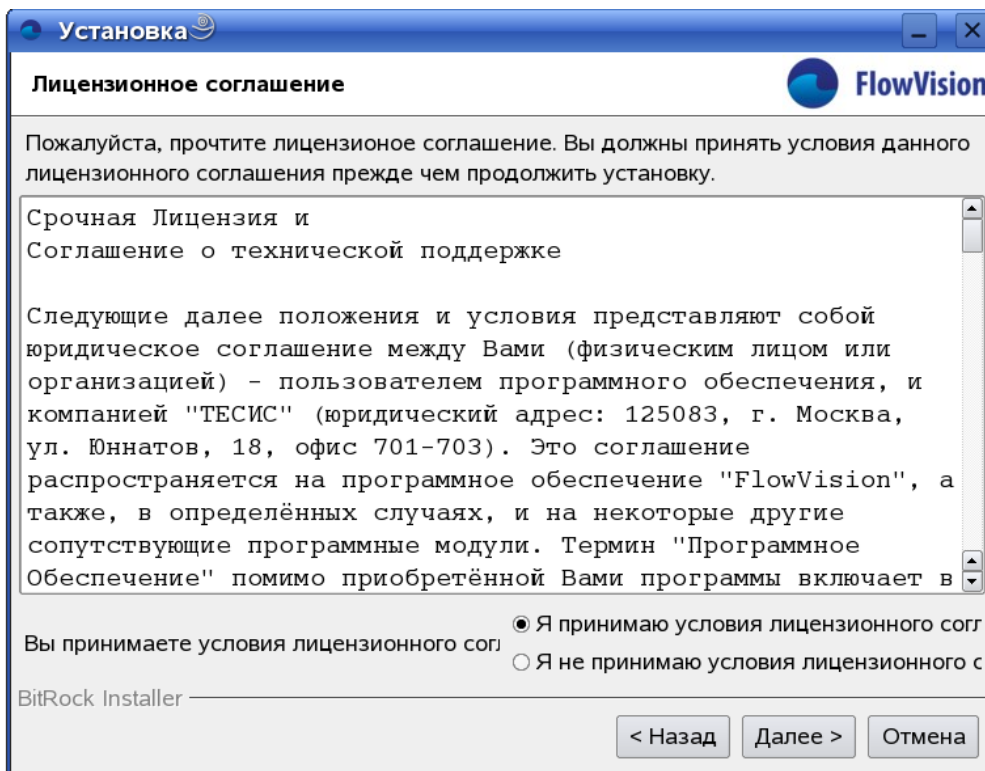 Установка
Лицензионное соглашение
FlowVision
Пожалуйста, прочтите лицензионое соглашение. Вы должны принять условия данного
лицензионного соглашения прежде чем продолжить установку.
Срочная Лицензия и
Соглашение о технической поддержке
Следующие далее положения и условия представляют собой
юридическое соглашение между Вами (физическим лицом или
организацией) - пользователем программного обеспечения, и
компанией "ТЕСИС" (юридический адрес: 125083, г. Москва,
ул. Юннатов, 18, офис 701-703). Это соглашение
распространяется на программное обеспечение "FlowVision", а
также, в определённых случаях, и на некоторые другие
сопутствующие программные модули. Термин "Программное
Обеспечение" помимо приобретённой Вами программы включает в
Я принимаю условия лицензионного согл
Вы принимаете условия лицензионного согл
Я не принимаю условия лицензионного с
BitRock Installer
< Назад Далее > Отмена